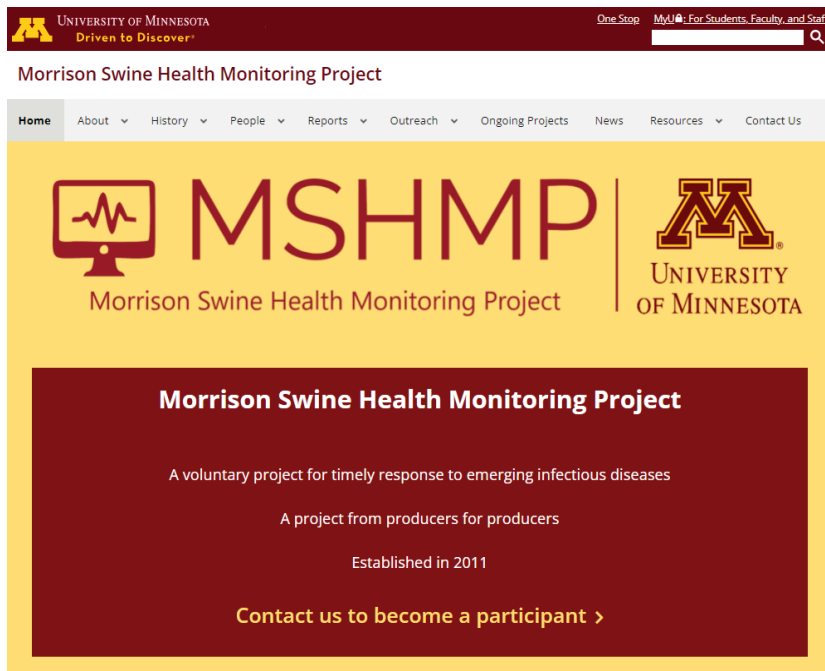 University of Minnesota
Driven to Discover®
One Stop
MyU: For Students, Faculty, and Staf
Morrison Swine Health Monitoring Project
Home About History People Reports Outreach Ongoing Projects News Resources Contact Us
MSHMP
Morrison Swine Health Monitoring Project
M®
University
of Minnesota
Morrison Swine Health Monitoring Project
A voluntary project for timely response to emerging infectious diseases
A project from producers for producers
Established in 2011
Contact us to become a participant >